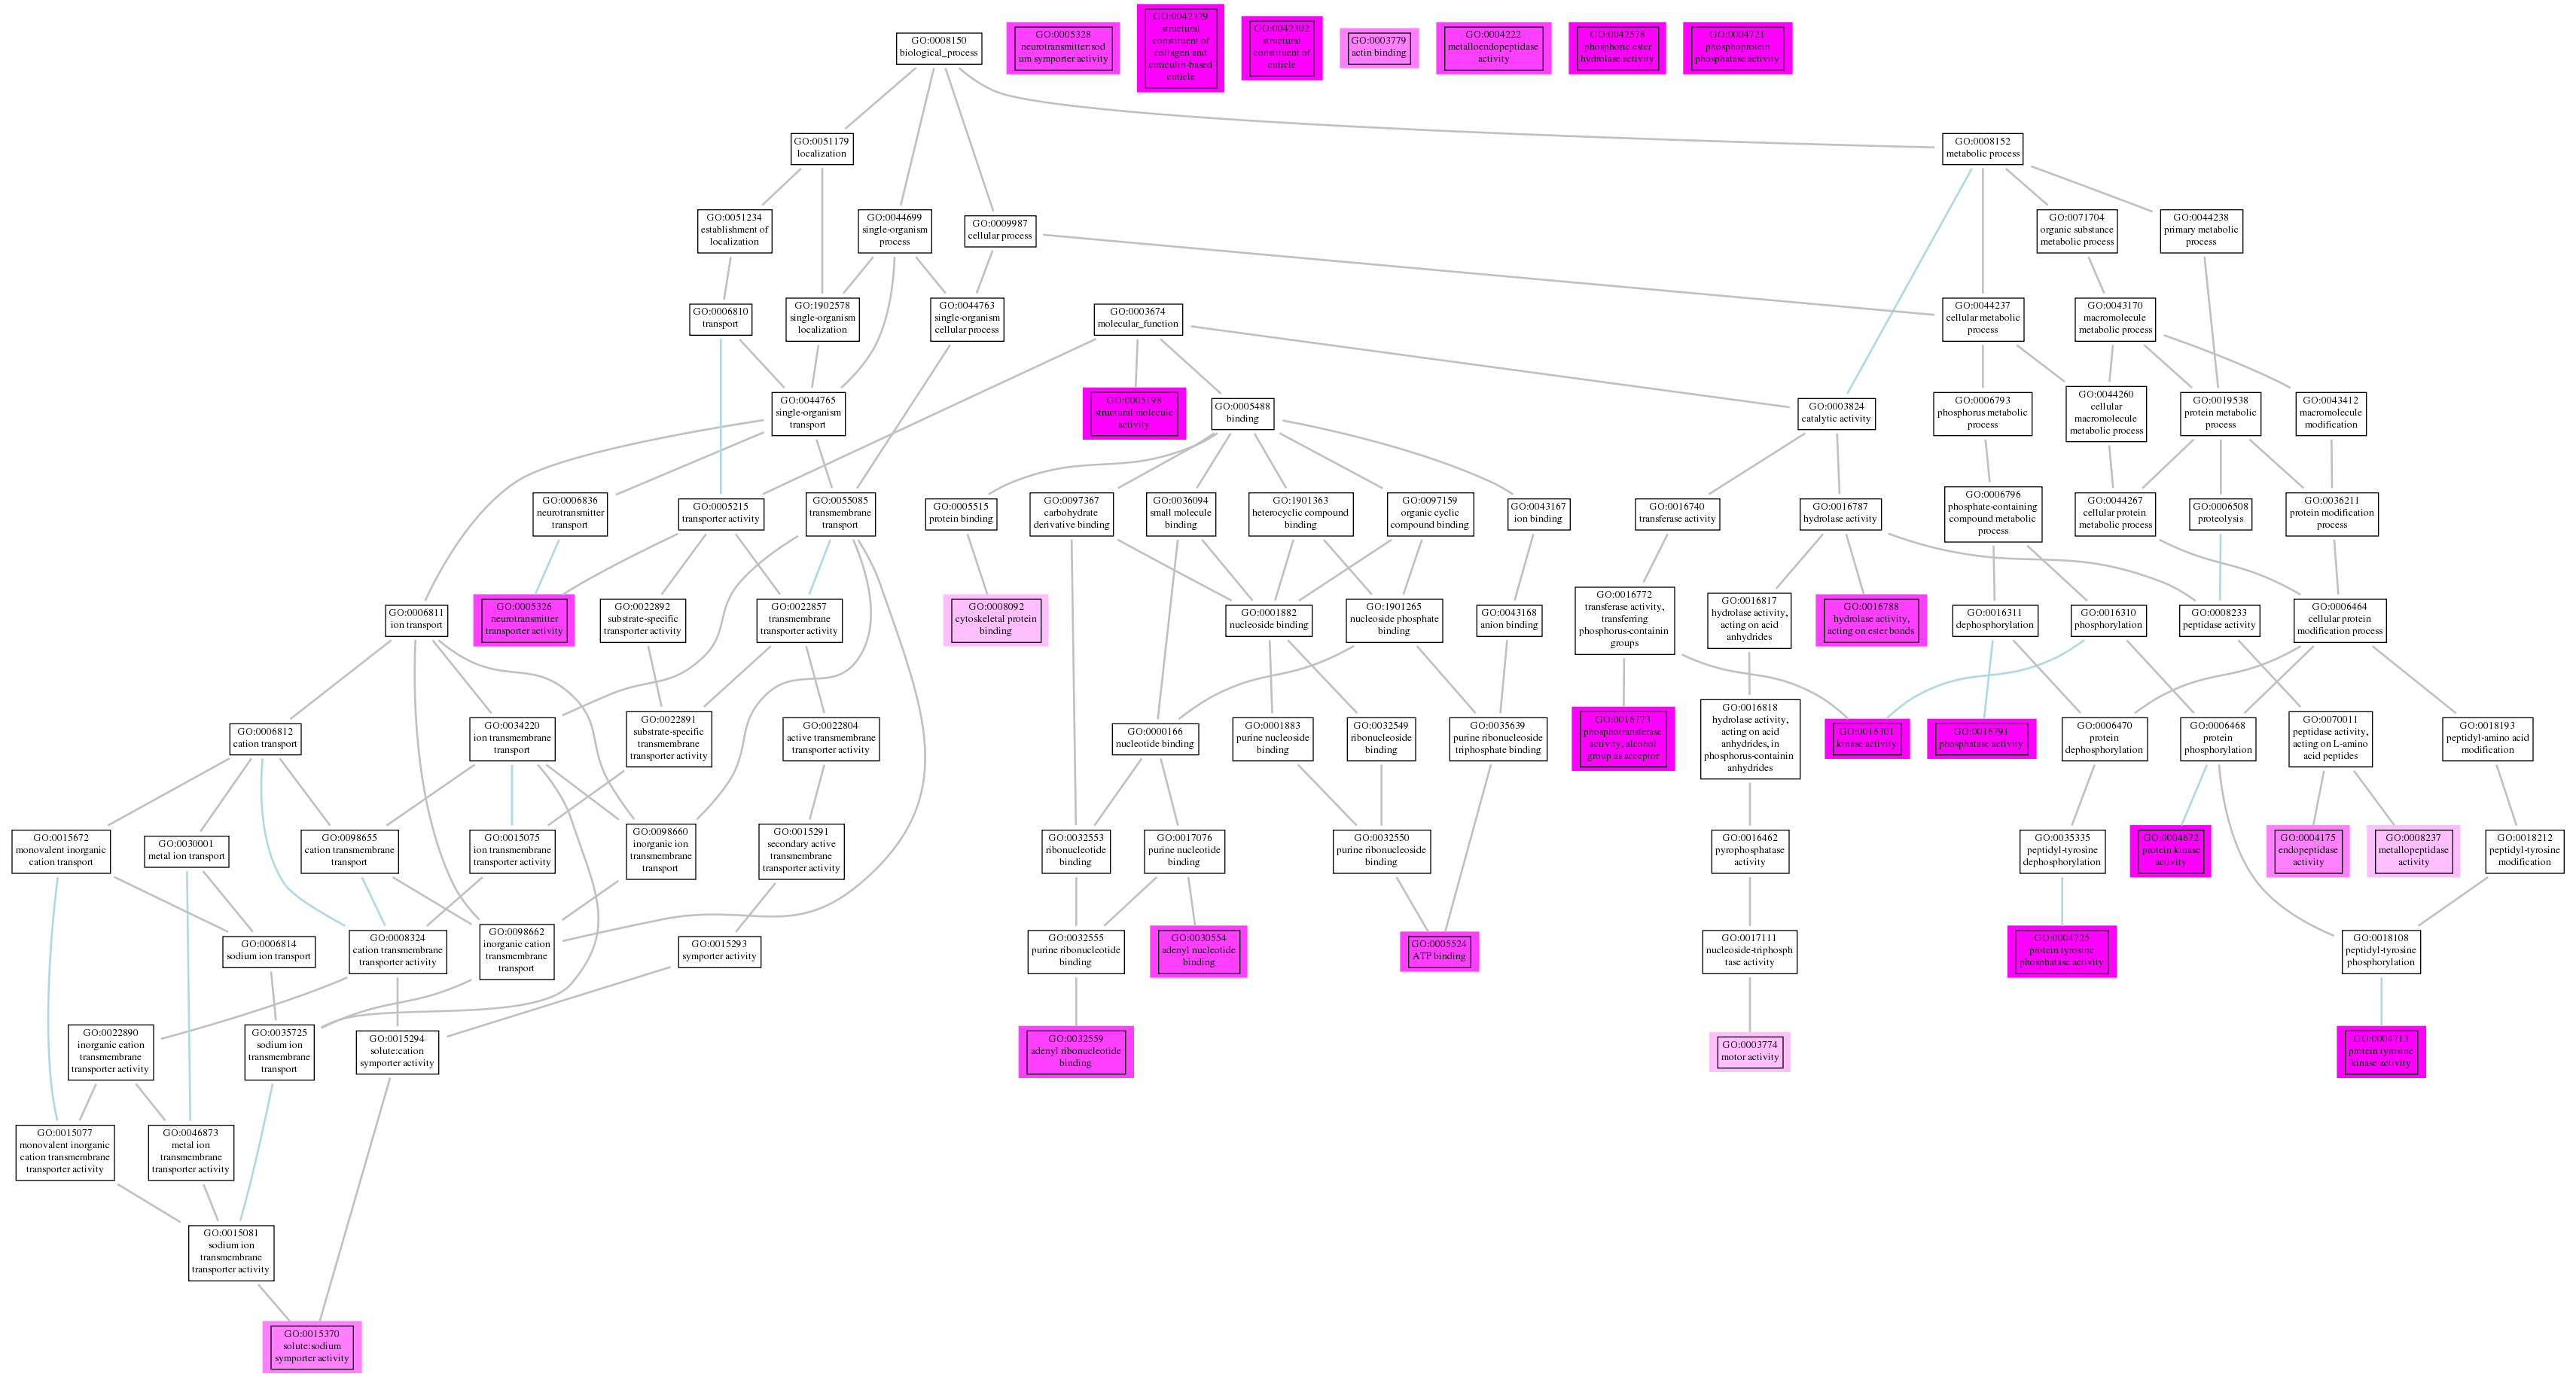 GO:0008150
biological_process
GO:0005328
neurotransmitter:sod
um symporter activity
GO:0042329
structural
constituent of
collagen and
cuticulin-based
cuticle
GO:0042302
structural
constituent of
cuticle
GO:0003779
actin binding
GO:0004222
metalloendopeptidase
activity
GO:0042578
phosphoric ester
hydrolase activity
GO:0004721
phosphoprotein
phosphatase activity
GO:0051179
localization
GO:0008152
metabolic process
GO:0051234
establishment of
localization
GO:0044699
single-organism
process
GO:0009987
cellular process
GO:0071704
organic substance
metabolic process
GO:0044238
primary metabolic
process
GO:0006810
transport
GO:1902578
single-organism
localization
GO:0044763
single-organism
cellular process
GO:0003674
molecular_function
GO:0044237
cellular metabolic
process
GO:0043170
macromolecule
metabolic process
GO:0044765
single-organism
transport
GO:0005198
structural molecule
activity
GO:0005488
binding
GO:0003824
catalytic activity
GO:0006793
phosphorus metabolic
process
GO:0044260
cellular
macromolecule
metabolic process
GO:0019538
protein metabolic
process
GO:0043412
macromolecule
modification
GO:0006836
neurotransmitter
transport
GO:0005215
transporter activity
GO:0055085
transmembrane
transport
GO:0005515
protein binding
GO:0097367
carbohydrate
derivative binding
GO:0036094
small molecule
binding
GO:1901363
heterocyclic compound
binding
GO:0097159
organic cyclic
compound binding
GO:0043167
ion binding
GO:0016740
transferase activity
GO:0016787
hydrolase activity
GO:0006796
phosphate-containing
compound metabolic
process
GO:0044267
cellular protein
metabolic process
GO:0006508
proteolysis
GO:0036211
protein modification
process
GO:0006811
ion transport
GO:0005326
neurotransmitter
transporter activity
GO:0022892
substrate-specific
transporter activity
GO:0022857
transmembrane
transporter activity
GO:0008092
cytoskeletal protein
binding
GO:0001882
nucleoside binding
GO:1901265
nucleoside phosphate
binding
GO:0043168
anion binding
GO:0016772
transferase activity,
transferring
phosphorus-containin
groups
GO:0016817
hydrolase activity,
acting on acid
anhydrides
GO:0016788
hydrolase activity,
acting on ester bonds
GO:0016311
dephosphorylation
GO:0016310
phosphorylation
GO:0008233
peptidase activity
GO:0006464
cellular protein
modification process
GO:0006812
cation transport
GO:0034220
ion transmembrane
transport
GO:0022891
substrate-specific
transmembrane
transporter activity
GO:0022804
active transmembrane
transporter activity
GO:0000166
nucleotide binding
GO:0001883
purine nucleoside
binding
GO:0032549
ribonucleoside
binding
GO:0035639
purine ribonucleoside
triphosphate binding
GO:0016773
phosphotransferase
activity, alcohol
group as acceptor
GO:0016818
hydrolase activity,
acting on acid
anhydrides, in
phosphorus-containin
anhydrides
GO:0016301
kinase activity
GO:0016791
phosphatase activity
GO:0006470
protein
dephosphorylation
GO:0006468
protein
phosphorylation
GO:0070011
peptidase activity,
acting on L-amino
acid peptides
GO:0018193
peptidyl-amino acid
modification
GO:0015672
monovalent inorganic
cation transport
GO:0030001
metal ion transport
GO:0098655
cation transmembrane
transport
GO:0015075
ion transmembrane
transporter activity
GO:0098660
inorganic ion
transmembrane
transport
GO:0015291
secondary active
transmembrane
transporter activity
GO:0032553
ribonucleotide
binding
GO:0017076
purine nucleotide
binding
GO:0032550
purine ribonucleoside
binding
GO:0016462
pyrophosphatase
activity
GO:0035335
peptidyl-tyrosine
dephosphorylation
GO:0004672
protein kinase
activity
GO:0004175
endopeptidase
activity
GO:0008237
metallopeptidase
activity
GO:0018212
peptidyl-tyrosine
modification
GO:0006814
sodium ion transport
GO:0008324
cation transmembrane
transporter activity
GO:0098662
inorganic cation
transmembrane
transport
GO:0015293
symporter activity
GO:0032555
purine ribonucleotide
binding
GO:0030554
adenyl nucleotide
binding
GO:0005524
ATP binding
GO:0017111
nucleoside-triphosph
tase activity
GO:0004725
protein tyrosine
phosphatase activity
GO:0018108
peptidyl-tyrosine
phosphorylation
GO:0022890
inorganic cation
transmembrane
transporter activity
GO:0035725
sodium ion
transmembrane
transport
GO:0015294
solute:cation
symporter activity
GO:0032559
adenyl ribonucleotide
binding
GO:0003774
motor activity
GO:0004713
protein tyrosine
kinase activity
GO:0015077
monovalent inorganic
cation transmembrane
transporter activity
GO:0046873
metal ion
transmembrane
transporter activity
GO:0015081
sodium ion
transmembrane
transporter activity
GO:0015370
solute:sodium
symporter activity